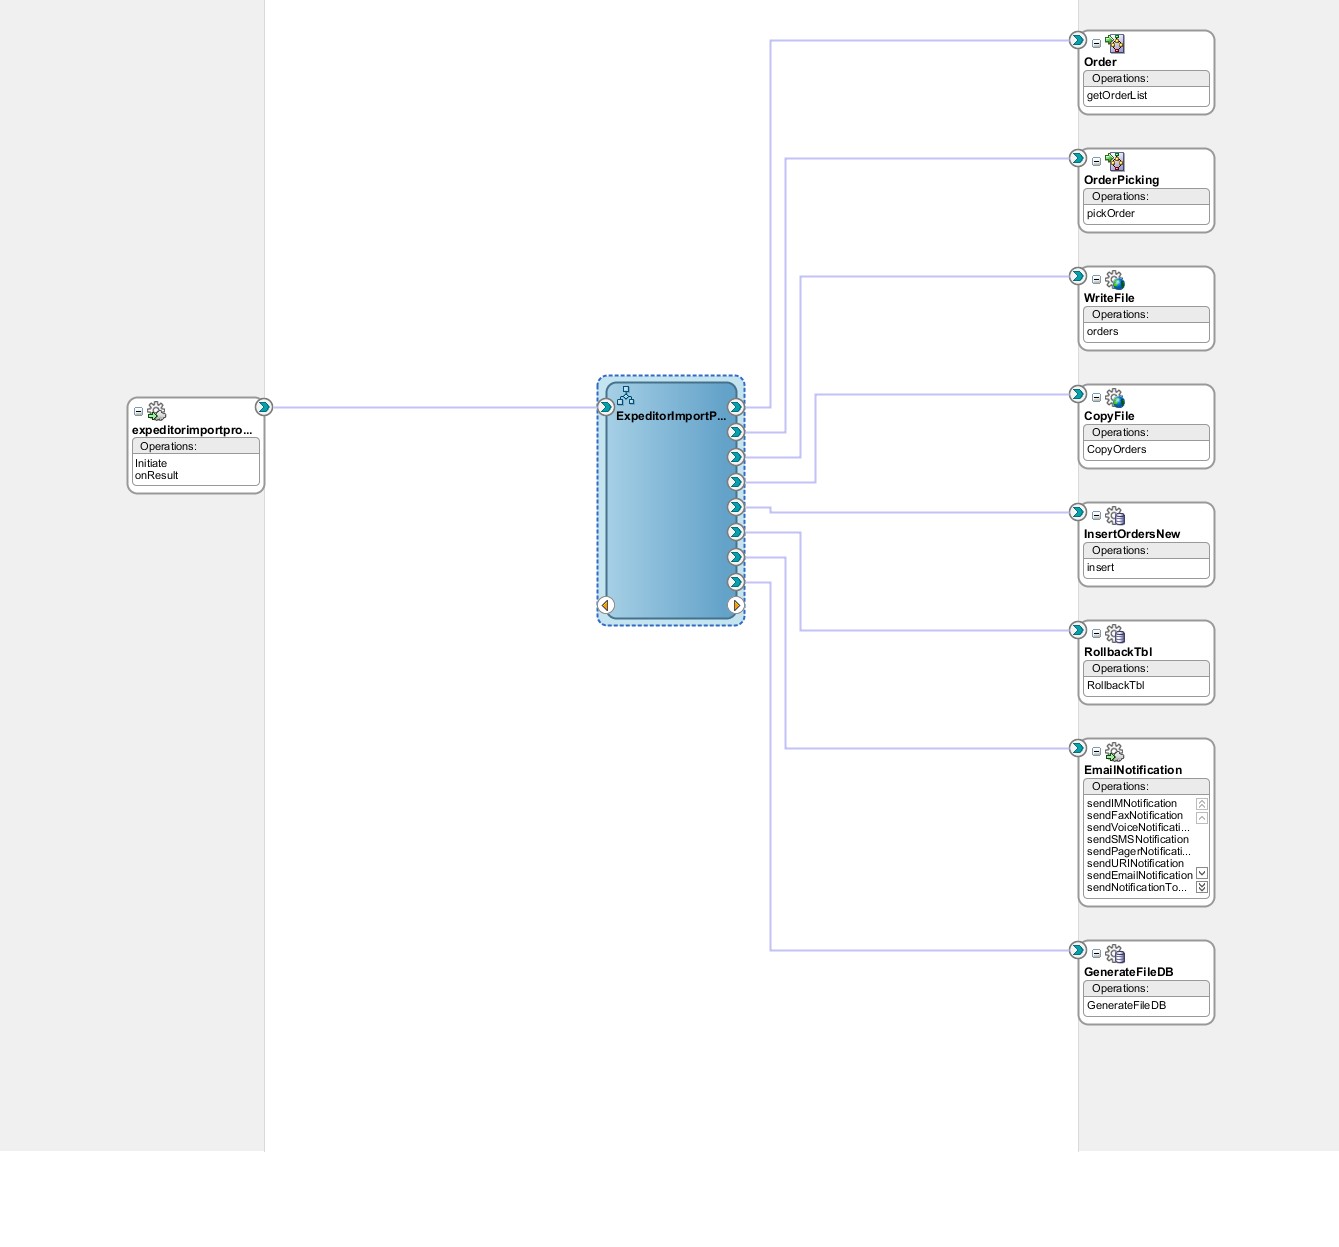 Order
Operations:
getOrderList
OrderPicking
Operations:
pickOrder
WriteFile
Operations:
orders
expeditorimportpro...
Operations:
Initiate
onResult
ExpeditorImportP...
CopyFile
Operations:
CopyOrders
InsertOrdersNew
Operations:
insert
RollbackTbl
Operations:
RollbackTbl
EmailNotification
Operations:
sendIMNotification
sendFaxNotification
sendVoiceNotificati...
sendSMSNotification
sendPagerNotificati...
sendURINotification
sendEmailNotification
sendNotificationTo...
GenerateFileDB
Operations:
GenerateFileDB